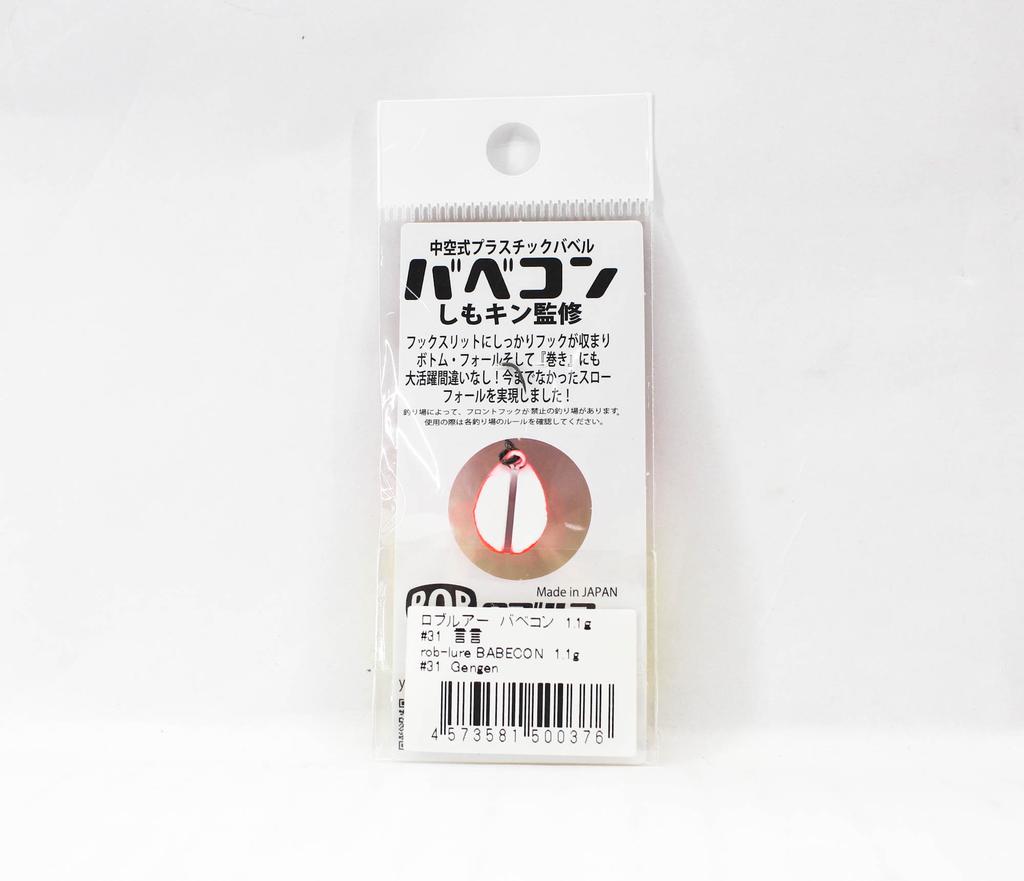 中空式プラスチックバベル
バベコン
しもキン監修
フックスリットにしっかりフックが収まり
ボトム・フォールそして『巻き』にも
大活躍間違いなし！今までなかったスロー
フォールを実現しました！
釣り場によって、フロントフックが禁止の釣り場があります。
使用の際は各釣り場のルールを確認してください。
Made in JAPAN
ロブルアー バベコン 1.1g
#31 言言
rob-lure BABECON 1.1g
#31 Gengen
4 573581 500376